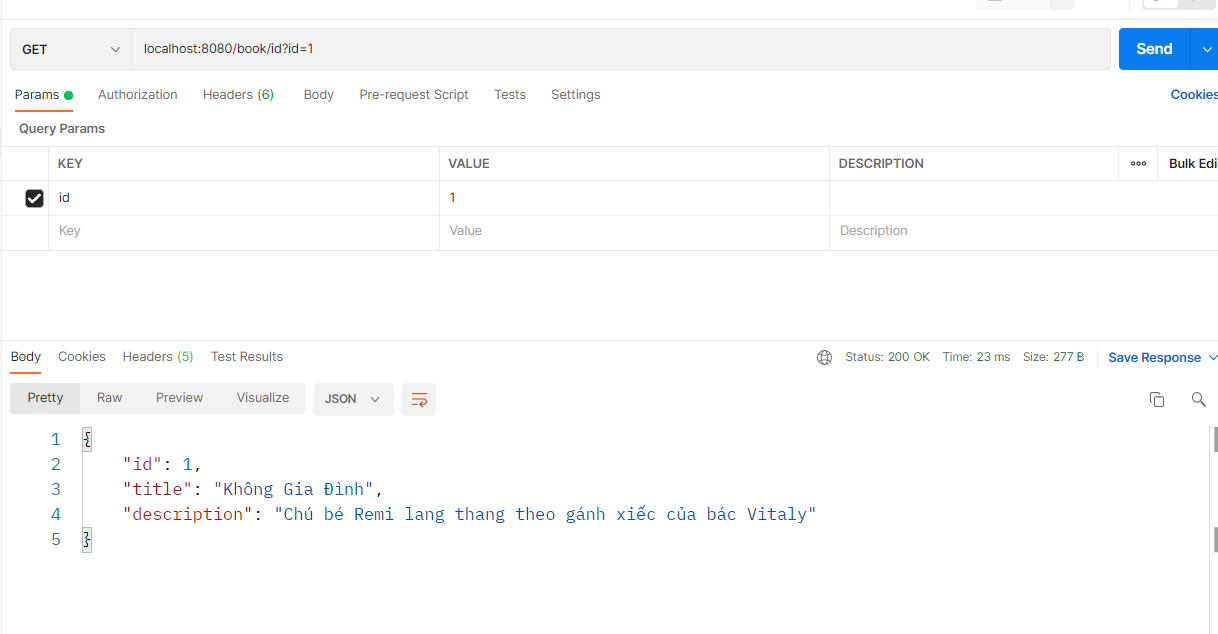 GET localhost:8080/book/id?id=1 Send
Params Authorization Headers (6) Body Pre-request Script Tests Settings Cookies
Query Params
KEY VALUE DESCRIPTION ooo Bulk Edi
id 1
Key Value Description
Body Cookies Headers (5) Test Results Status: 200 OK Time: 23 ms Size: 277 B Save Response
Pretty Raw Preview Visualize JSON
1 {
2 "id": 1,
3 "title": "Không Gia Đình",
4 "description": "Chú bé Remi lang thang theo gánh xiếc của bác Vitaly"
5 }